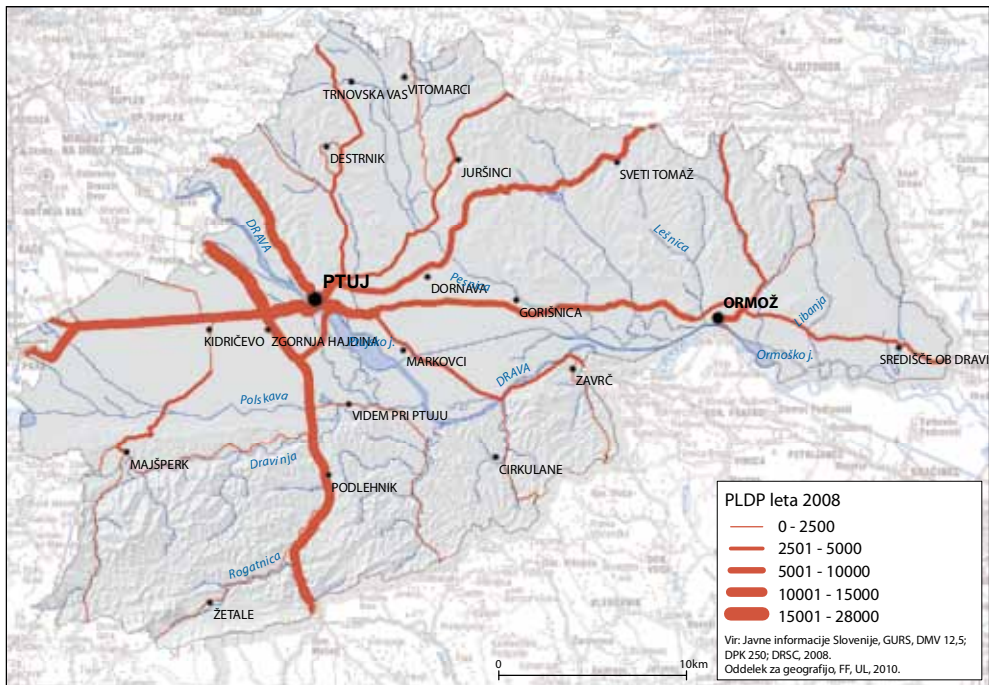 TRNOVSKA VAS
VITOMARCI
DESTRNIK
JURŠINCI
SVETI TOMAŽ
DRAVA
Lešnica
PTUJ
Pesnica
DORNAVA
GORIŠNICA
ORMOŽ
Libanja
KIDRIČEVO
ZGORNJA HAJDINA
MARKOVCI
Ormoško j.
SREDIŠČE OB DRAVI
DRAVA
ZAVRČ
Polskava
VIDEM PRI PTUJU
MAJŠPERK
Dravinja
CIRKULANE
PODLEHNIK
Rogatnica
ŽETALE
PLDP leta 2008
0 - 2500
2501 - 5000
5001 - 10000
10001 - 15000
15001 - 28000
Vir: Javne informacije Slovenije, GURS, DMV 12,5;
DPK 250; DRSC, 2008.
Oddelek za geografijo, FF, UL, 2010.
0 10km